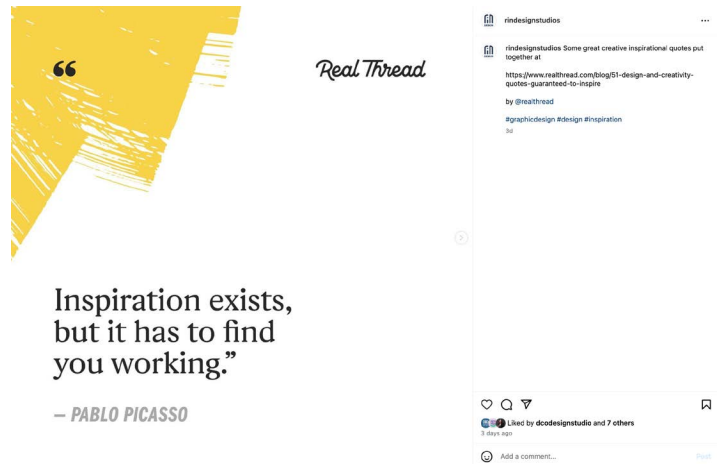 “
Real Thread
Inspiration exists,
but it has to find
you working.”
— PABLO PICASSO
rindesignstudios
rindesignstudios Some great creative inspirational quotes put
together at
https://www.realthread.com/blog/51-design-and-creativity-
quotes-guaranteed-to-inspire
by @realthread
#graphicdesign #design #inspiration
3d
Liked by dcodesignstudio and 7 others
3 days ago
Add a comment...
Post